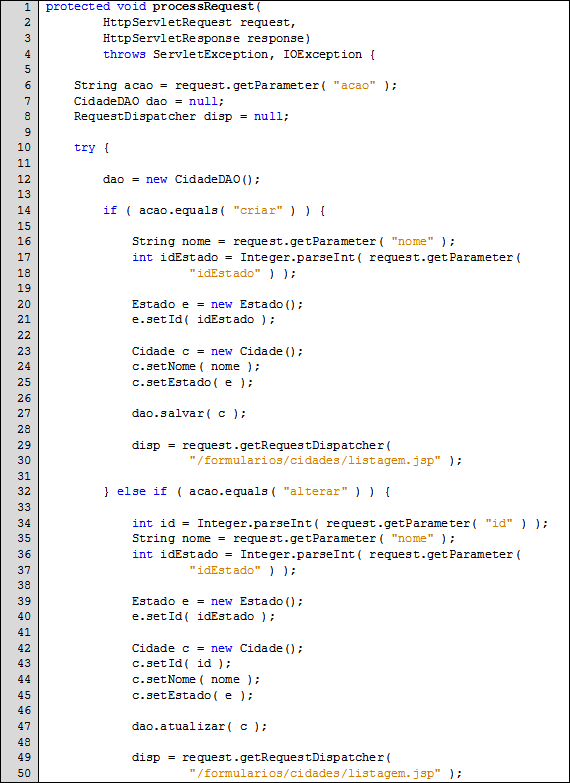 1 protected void processRequest(
2 HttpServletRequest request,
3 HttpServletResponse response)
4 throws ServletException, IOException {
5
6 String acao = request.getParameter( "acao" );
7 CidadeDAO dao = null;
8 RequestDispatcher disp = null;
9
10 try {
11
12 dao = new CidadeDAO();
13
14 if ( acao.equals( "criar" ) ) {
15
16 String nome = request.getParameter( "nome" );
17 int idEstado = Integer.parseInt( request.getParameter(
18 "idEstado" ) );
19
20 Estado e = new Estado();
21 e.setId( idEstado );
22
23 Cidade c = new Cidade();
24 c.setNome( nome );
25 c.setEstado( e );
26
27 dao.salvar( c );
28
29 disp = request.getRequestDispatcher(
30 "/formularios/cidades/listagem.jsp" );
31
32 } else if ( acao.equals( "alterar" ) ) {
33
34 int id = Integer.parseInt( request.getParameter( "id" ) );
35 String nome = request.getParameter( "nome" );
36 int idEstado = Integer.parseInt( request.getParameter(
37 "idEstado" ) );
38
39 Estado e = new Estado();
40 e.setId( idEstado );
41
42 Cidade c = new Cidade();
43 c.setId( id );
44 c.setNome( nome );
45 c.setEstado( e );
46
47 dao.atualizar( c );
48
49 disp = request.getRequestDispatcher(
50 "/formularios/cidades/listagem.jsp" );